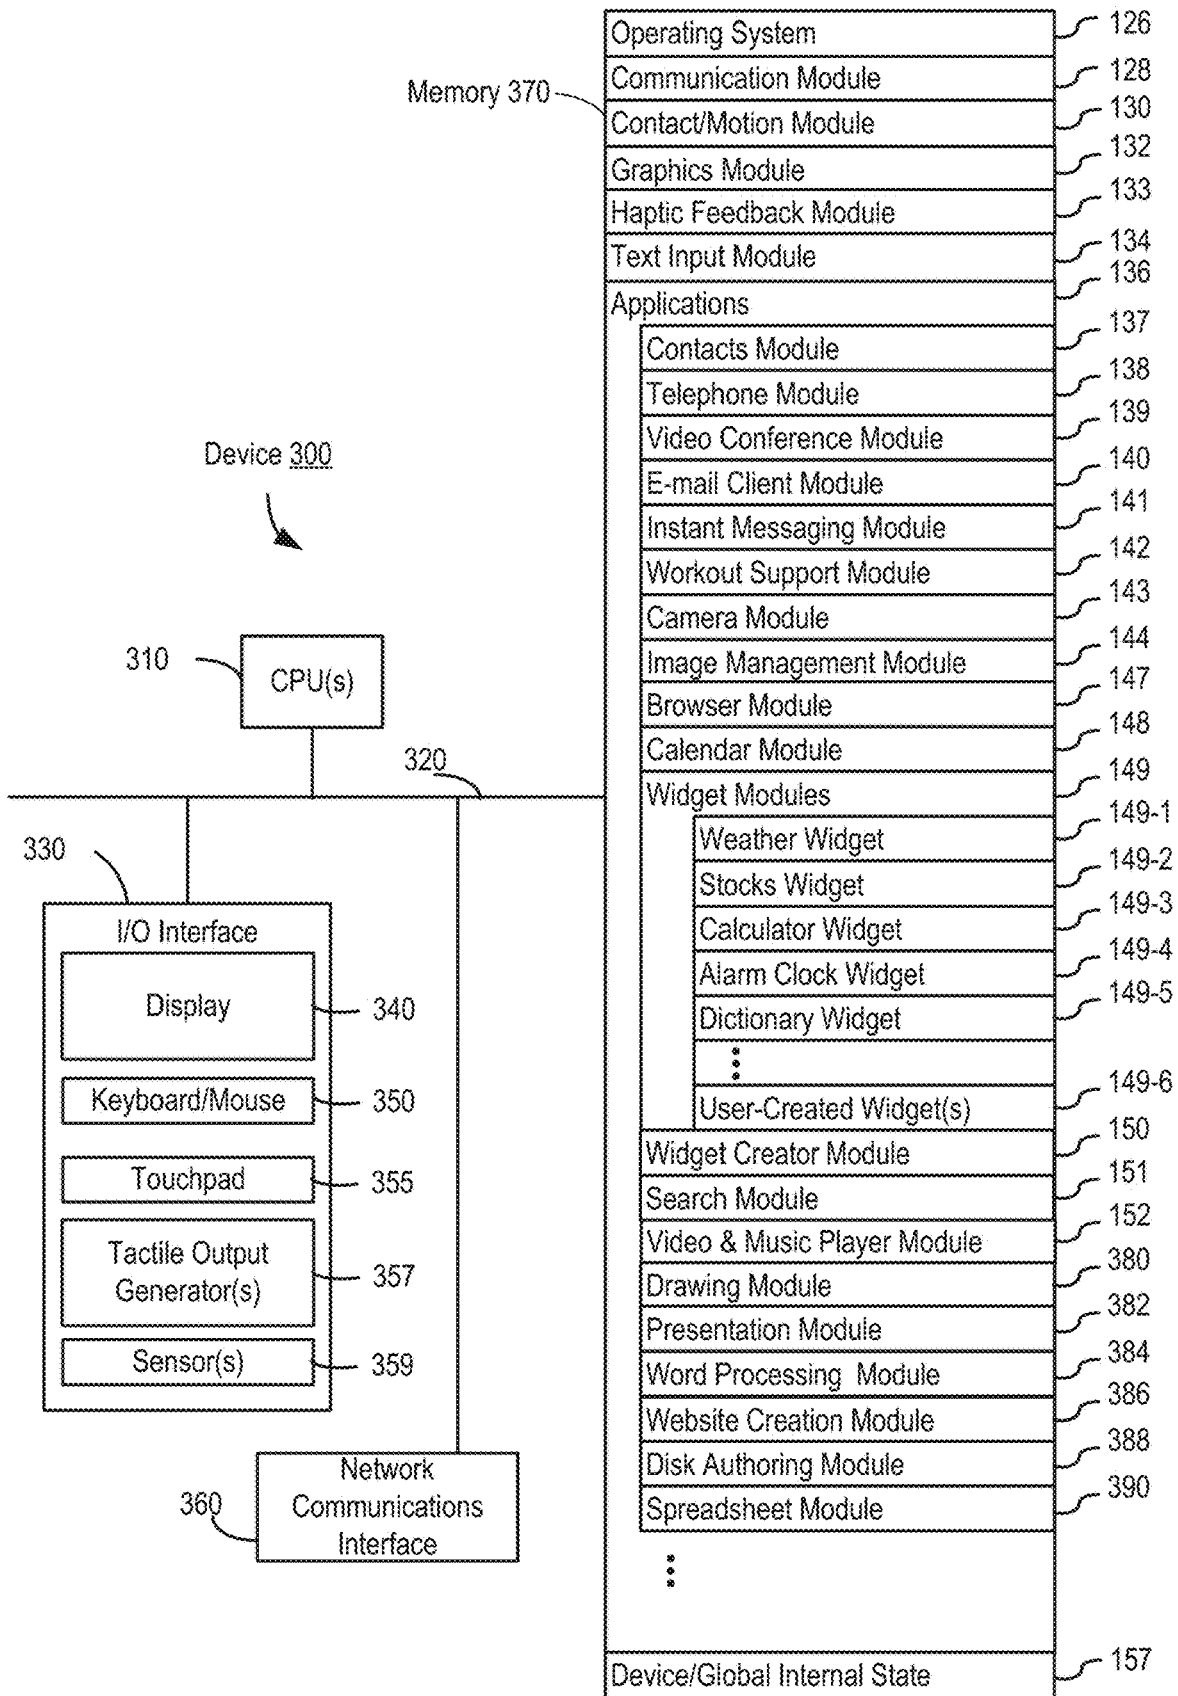 Operating System 126
Communication Module 128
Memory 370
Contact/Motion Module 130
Graphics Module 132
Haptic Feedback Module 133
Text Input Module 134
Applications 136
Contacts Module 137
Telephone Module 138
Video Conference Module 139
E-mail Client Module 140
Instant Messaging Module 141
Workout Support Module 142
Camera Module 143
Image Management Module 144
Browser Module 147
Calendar Module 148
Widget Modules 149
Weather Widget 149-1
Stocks Widget 149-2
Calculator Widget 149-3
Alarm Clock Widget 149-4
Dictionary Widget 149-5
User-Created Widget(s) 149-6
Widget Creator Module 150
Search Module 151
Video & Music Player Module 152
Drawing Module 380
Presentation Module 382
Word Processing Module 384
Website Creation Module 386
Disk Authoring Module 388
Spreadsheet Module 390
Device/Global Internal State 157
Device 300
310
CPU(s)
320
330
I/O Interface
Display 340
Keyboard/Mouse 350
Touchpad 355
Tactile Output
Generator(s) 357
Sensor(s) 359
360
Network
Communications
Interface